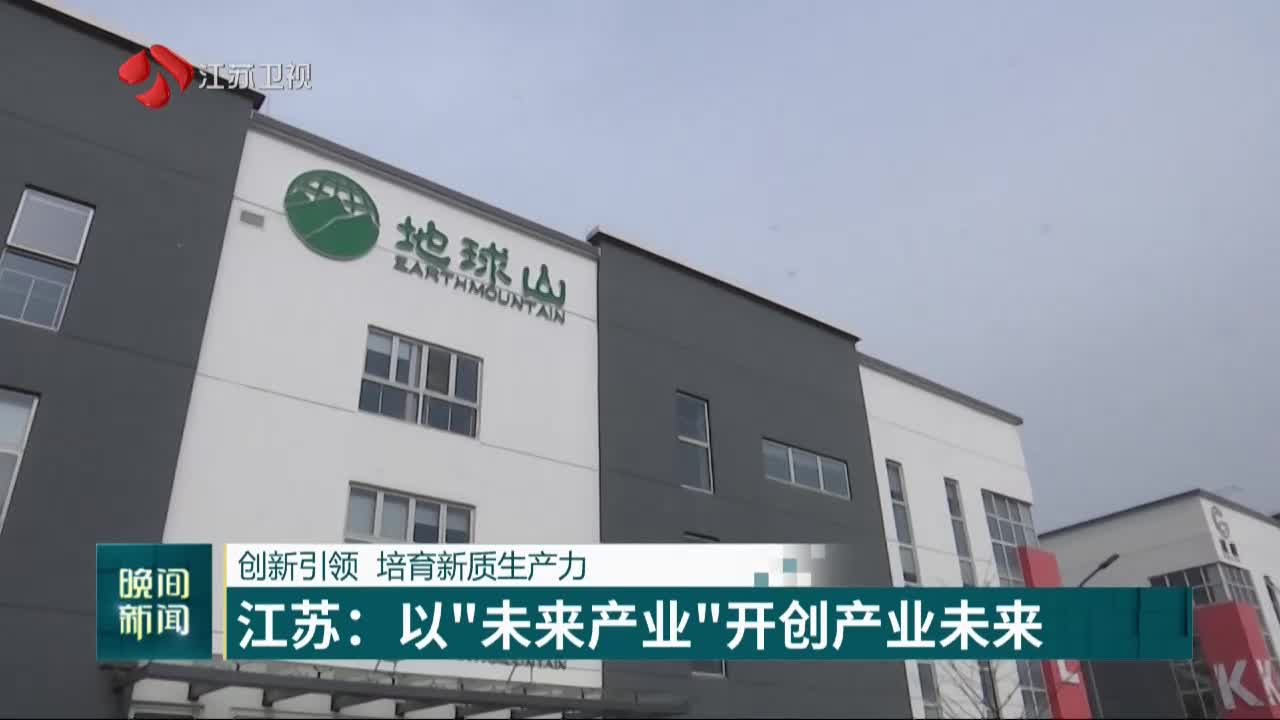 江苏卫视
地球山
EARTHMOUNTAIN
晚间
新闻
创新引领 培育新质生产力
江苏：以"未来产业"开创产业未来